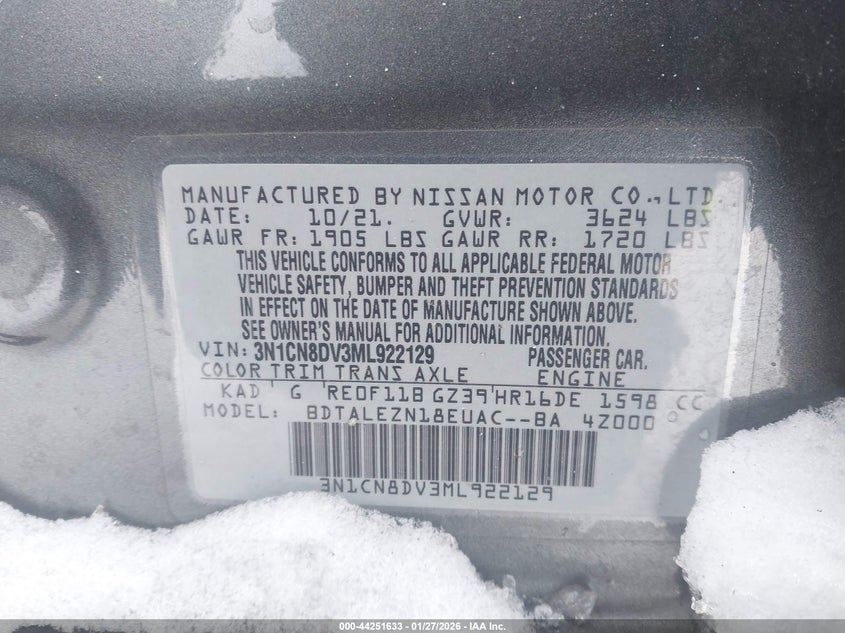 MANUFACTURED BY NISSAN MOTOR CO., LTD.
DATE: 10/21. GVWR: 3624 LBS
GAWR FR: 1905 LBS GAWR RR: 1720 LBS
THIS VEHICLE CONFORMS TO ALL APPLICABLE FEDERAL MOTOR
VEHICLE SAFETY, BUMPER AND THEFT PREVENTION STANDARDS
IN EFFECT ON THE DATE OF MANUFACTURE SHOWN ABOVE.
SEE OWNER'S MANUAL FOR ADDITIONAL INFORMATION.
VIN: 3N1CN8DV3ML922129 PASSENGER CAR.
COLOR TRIM TRANS AXLE ENGINE
KAD G RE0F11B GZ39 HR16DE 1598 CC
MODEL: BDTALEZN18EUAC--BA 4Z000
3N1CN8DV3ML922129
000-44251633 - 01/27/2026 - IAA Inc.